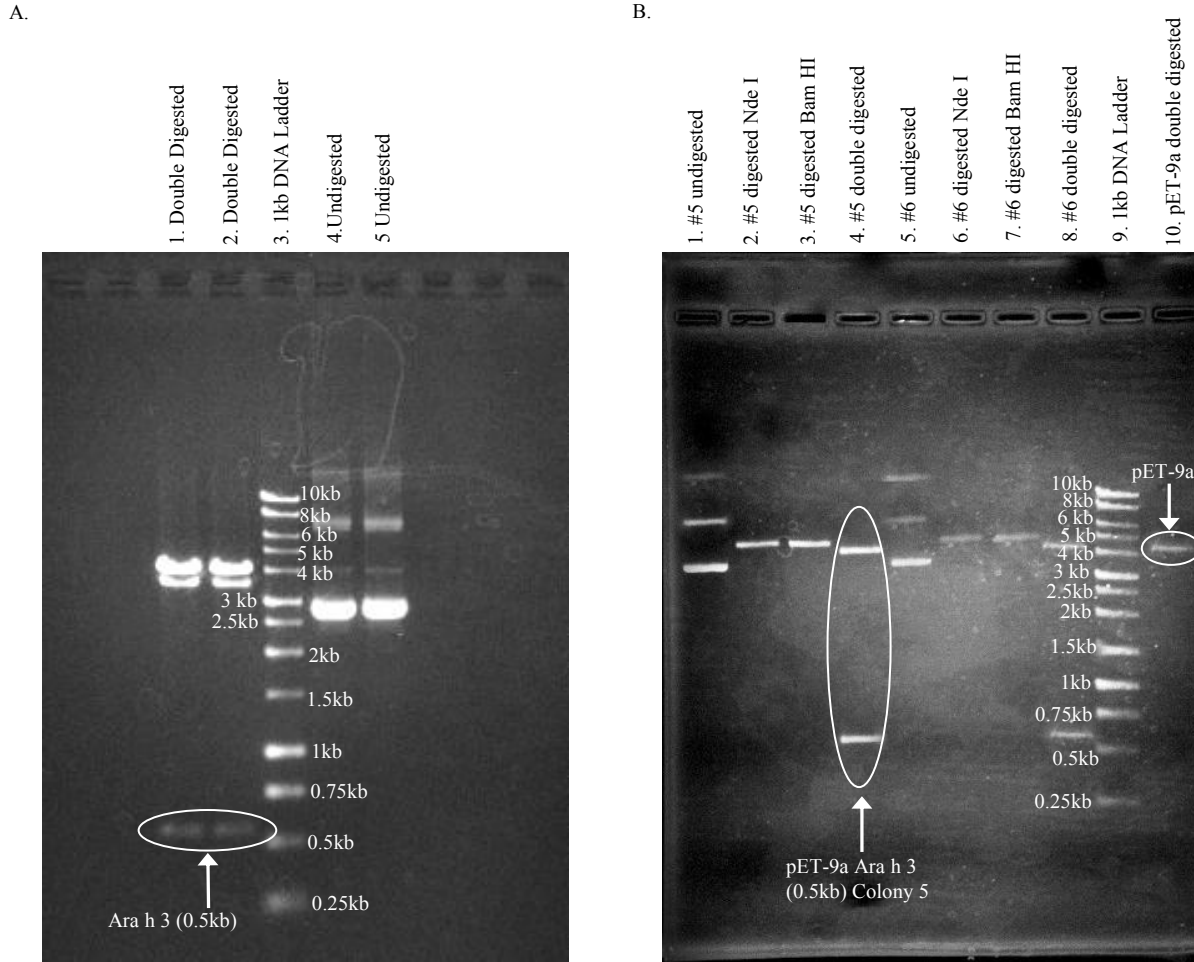 A.
1. Double Digested
2. Double Digested
3. 1kb DNA Ladder
4.Undigested
5 Undigested
10kb
8kb
6 kb
5 kb
4 kb
3 kb
2.5kb
2kb
1.5kb
1kb
0.75kb
0.5kb
0.25kb
Ara h 3 (0.5kb)
B.
1. #5 undigested
2. #5 digested Nde I
3. #5 digested Bam HI
4. #5 double digested
5. #6 undigested
6. #6 digested Nde I
7. #6 digested Bam HI
8. #6 double digested
9. 1kb DNA Ladder
10. pET-9a double digested
pET-9a
10kb
8kb
6 kb
5 kb
4 kb
3 kb
2.5kb
2kb
1.5kb
1kb
0.75kb
0.5kb
0.25kb
pET-9a Ara h 3
(0.5kb) Colony 5